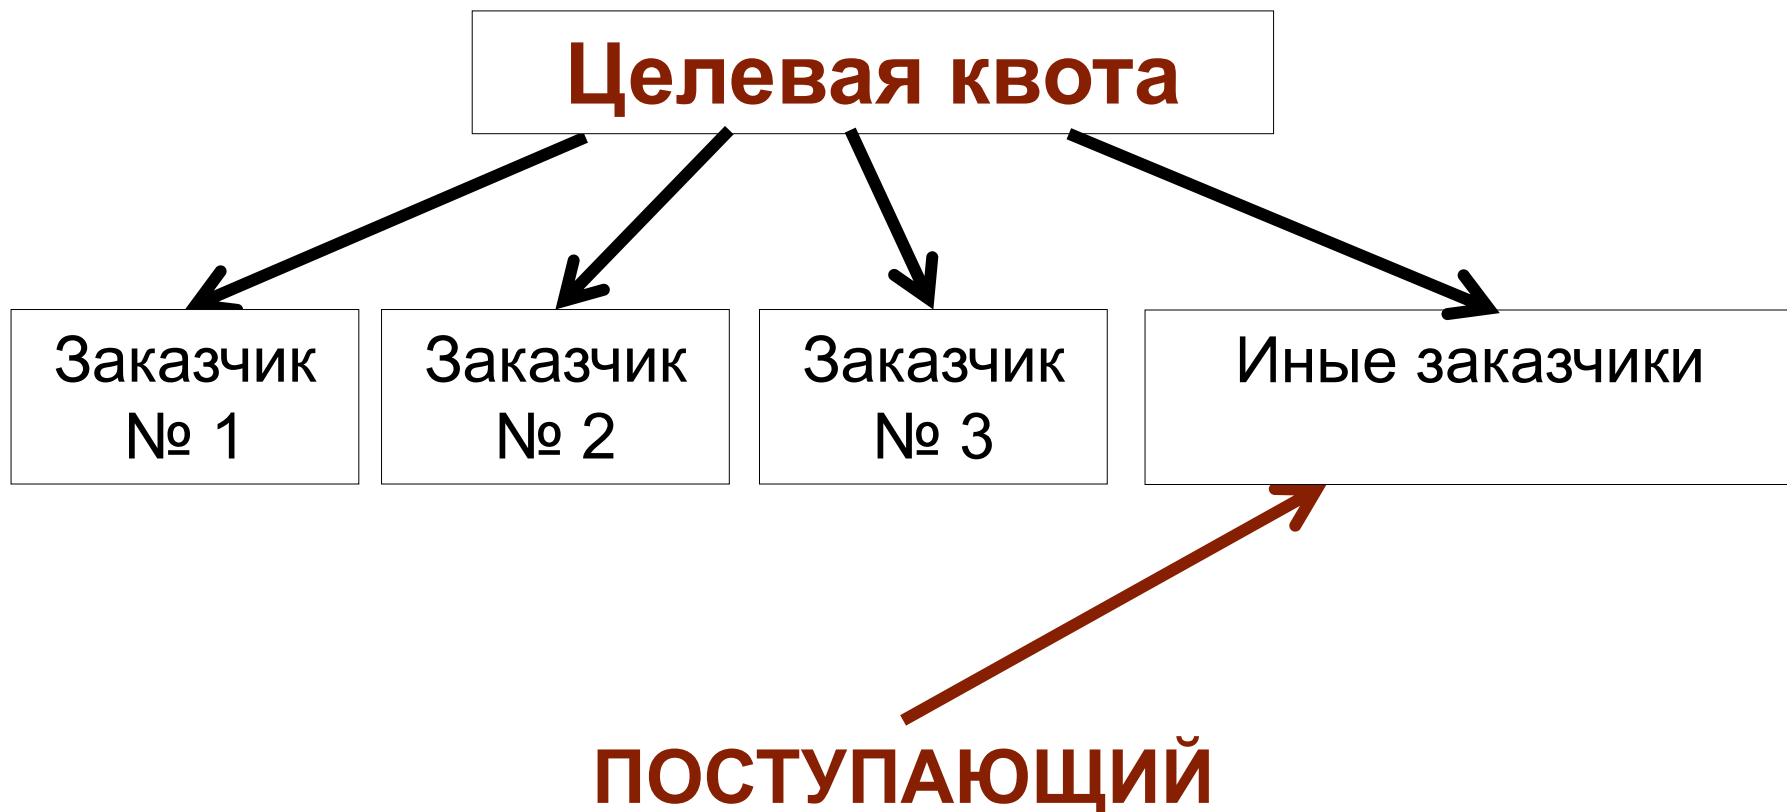 Целевая квота
Заказчик
№ 1
Заказчик
№ 2
Заказчик
№ 3
Иные заказчики
ПОСТУПАЮЩИЙ